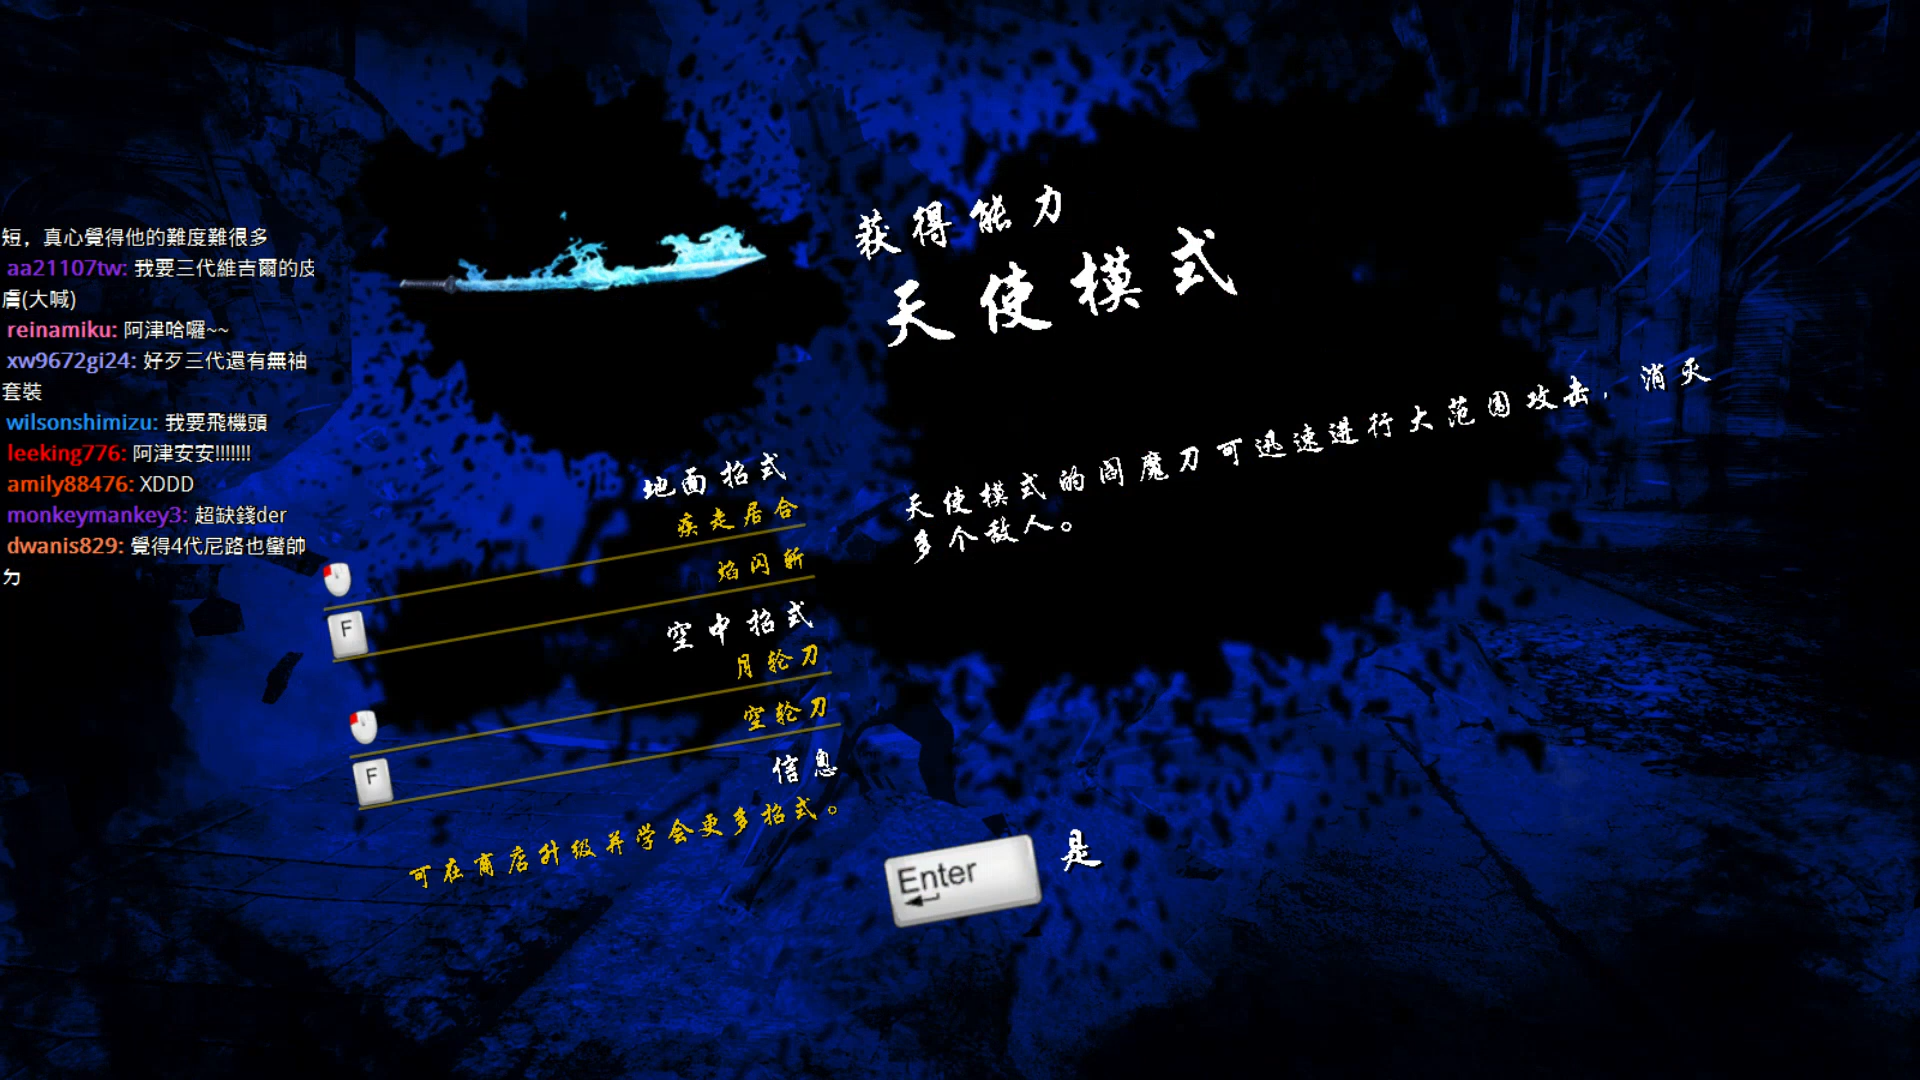 短，真心覺得他的難度難很多
aa21107tw: 我要三代維吉爾的皮
膚(大喊)
reinamiku: 阿津哈囉~~
xw9672gi24: 好歹三代還有無袖
套裝
wilsonshimizu: 我要飛機頭
leeking776: 阿津安安!!!!!!!
amily88476: XDDD
monkeymankey3: 超缺錢der
dwanis829: 覺得4代尼路也蠻帥
ㄉ
获得能力
天使模式
天使模式的阎魔刀可迅速进行大范围攻击，消灭
多个敌人。
地面招式
疾走居合
焰闪斩
F
空中招式
月轮刀
空轮刀
F
信息
可在商店升级并学会更多招式。
Enter
是